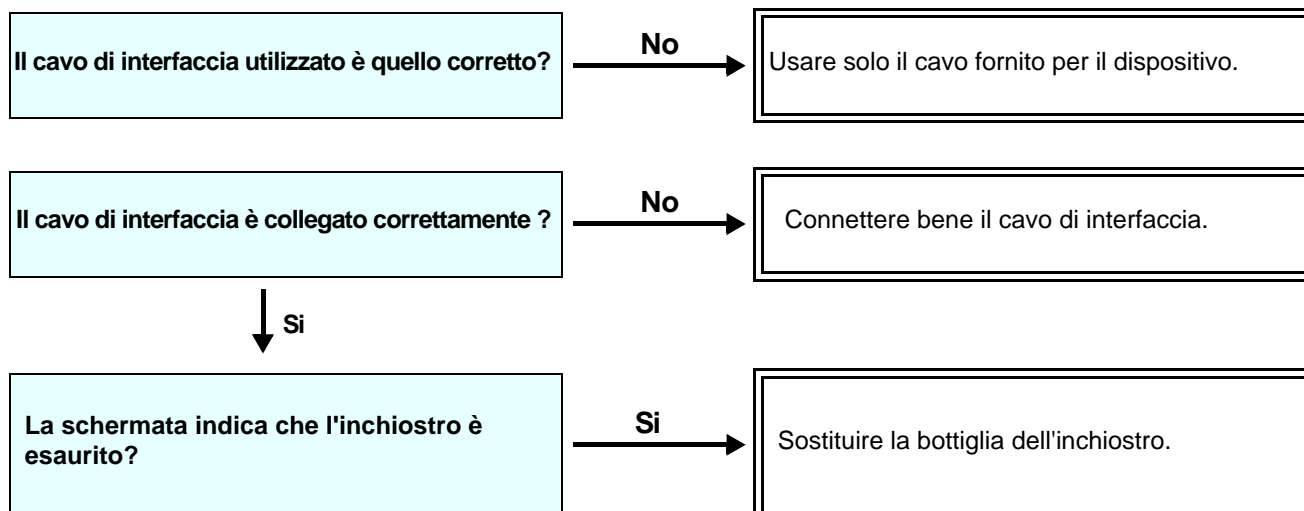 Il cavo di interfaccia utilizzato è quello corretto?
No
Usare solo il cavo fornito per il dispositivo.
Il cavo di interfaccia è collegato correttamente ?
No
Connettere bene il cavo di interfaccia.
Si
La schermata indica che l'inchiostro è
esaurito?
Si
Sostituire la bottiglia dell'inchiostro.